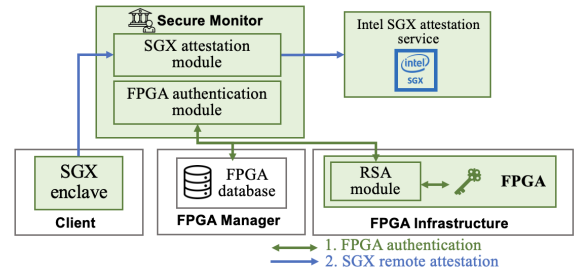 Secure Monitor
SGX attestation
module
Intel SGX attestation
service
intel
SGX
FPGA authentication
module
SGX
enclave
Client
FPGA
database
FPGA Manager
RSA
module
FPGA
FPGA Infrastructure
1. FPGA authentication
2. SGX remote attestation